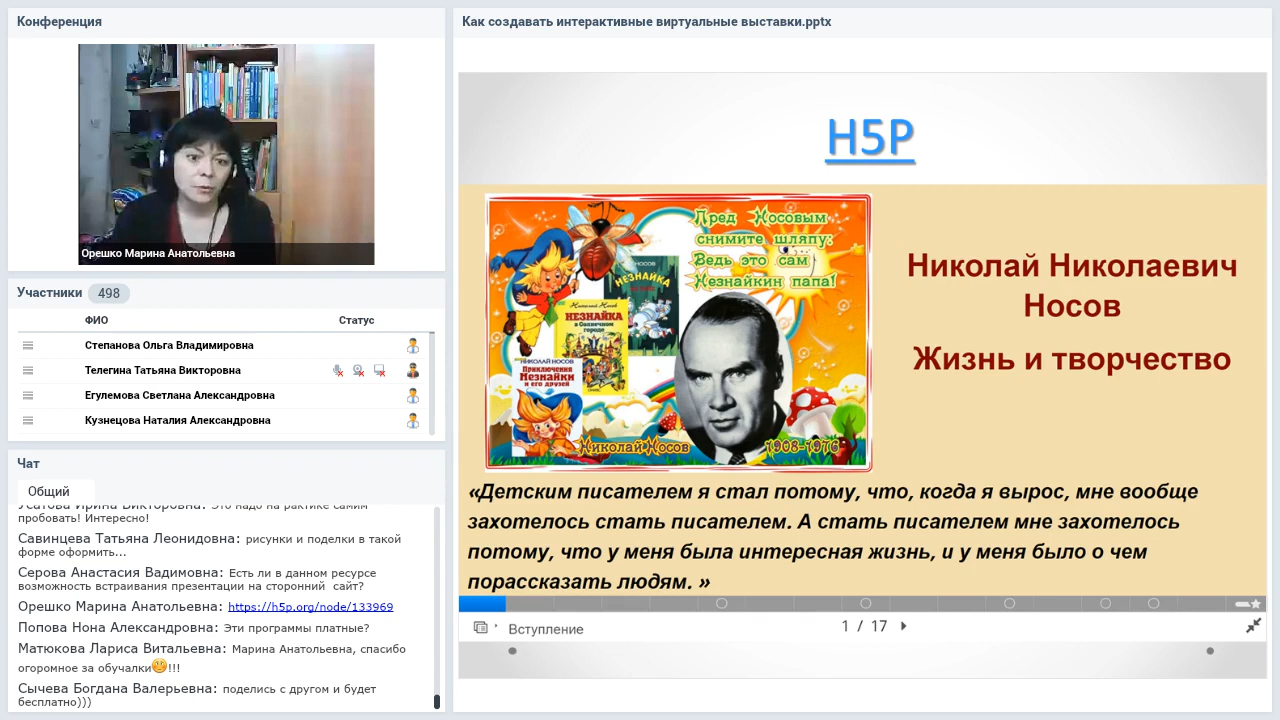 Конференция
Орешко Марина Анатольевна
Участники 498
ФИО Статус
Степанова Ольга Владимировна
Телегина Татьяна Викторовна
Егулемова Светлана Александровна
Кузнецова Наталия Александровна
Чат
Общий
Усатова Ирина Викторовна: Это надо на рактике самим
пробовать! Интересно!
Савинцева Татьяна Леонидовна: рисунки и поделки в такой
форме оформить...
Серова Анастасия Вадимовна: Есть ли в данном ресурсе
возможность встраивания презентации на сторонний сайт?
Орешко Марина Анатольевна: https://h5p.org/node/133969
Попова Нона Александровна: Эти программы платные?
Матюкова Лариса Витальевна: Марина Анатольевна, спасибо
огоромное за обучалки!!!
Сычева Богдана Валерьевна: поделись с другом и будет
бесплатно)))
Как создавать интерактивные виртуальные выставки.pptx
H5P
Пред Носовым
снимите шляпу:
Ведь это сам
Незнайкин папа!
НЕЗНАЙКА
Николай Носов
НЕЗНАЙКА
в Солнечном
городе
НИКОЛАЙ НОСОВ
Приключения
Незнайки
и его друзей
Николай Носов
1908-1976
Николай Николаевич
Носов
Жизнь и творчество
«Детским писателем я стал потому, что, когда я вырос, мне вообще
захотелось стать писателем. А стать писателем мне захотелось
потому, что у меня была интересная жизнь, и у меня было о чем
порассказать людям. »
Вступление
1 / 17